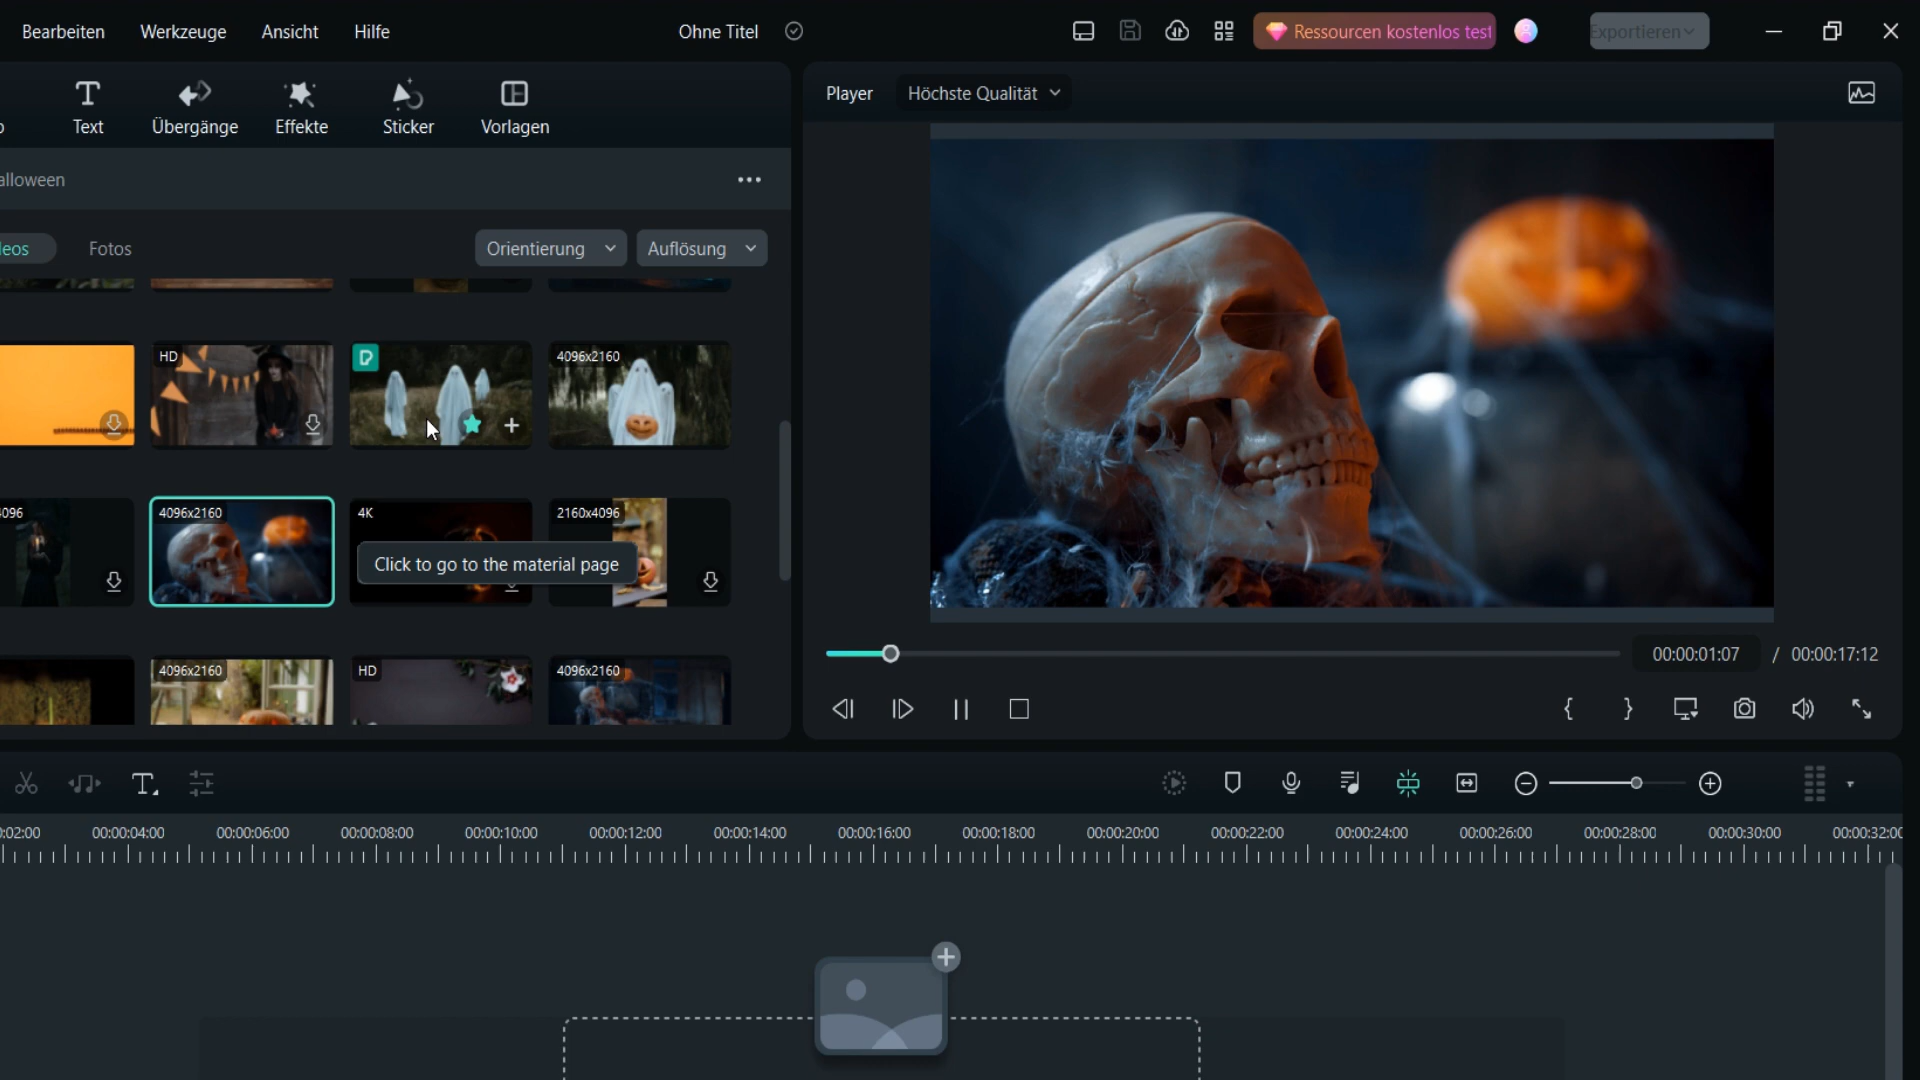 Bearbeiten Werkzeuge Ansicht Hilfe Ohne Titel Ressourcen kostenlos test Exportieren
Player Höchste Qualität
Text Übergänge Effekte Sticker Vorlagen
alloween
leos Fotos Orientierung Auflösung
HD 4096x2160
096 4096x2160 4K 2160x4096
Click to go to the material page
4096x2160 HD 4096x2160
00:00:01:07 / 00:00:17:12
:02:00 00:00:04:00 00:00:06:00 00:00:08:00 00:00:10:00 00:00:12:00 00:00:14:00 00:00:16:00 00:00:18:00 00:00:20:00 00:00:22:00 00:00:24:00 00:00:26:00 00:00:28:00 00:00:30:00 00:00:32:00